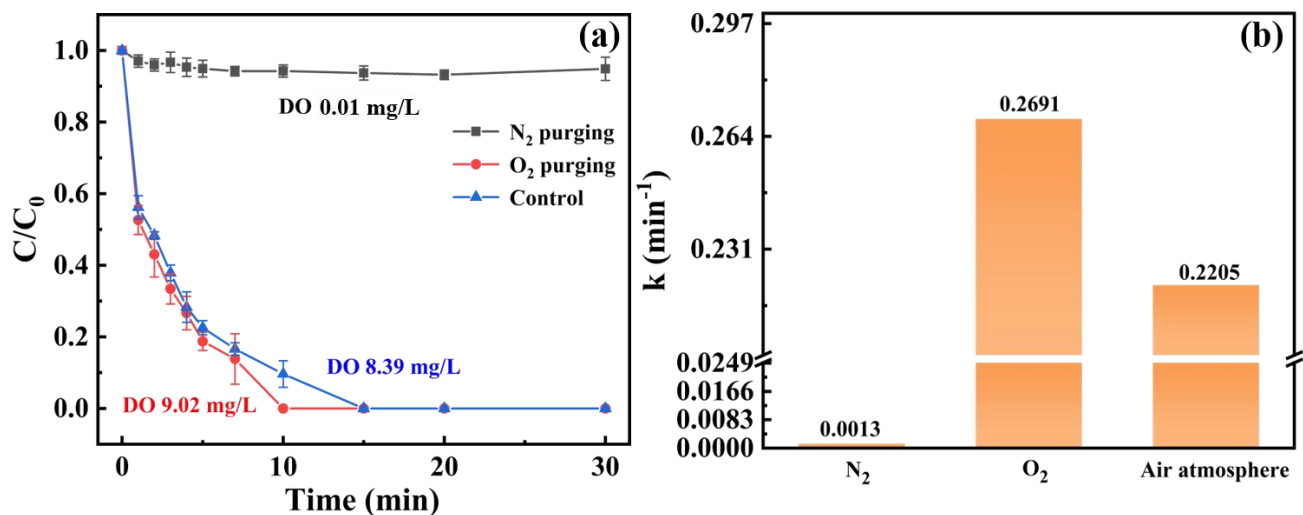 (a)
C/C₀
1.0
0.8
0.6
0.4
0.2
0.0
DO 0.01 mg/L
N₂ purging
O₂ purging
Control
DO 8.39 mg/L
DO 9.02 mg/L
0
5
10
15
20
25
30
Time (min)
(b)
k (min⁻¹)
0.297
0.264
0.231
0.0249
0.0166
0.0083
0.0000
0.0013
0.2691
0.2205
N₂
O₂
Air atmosphere